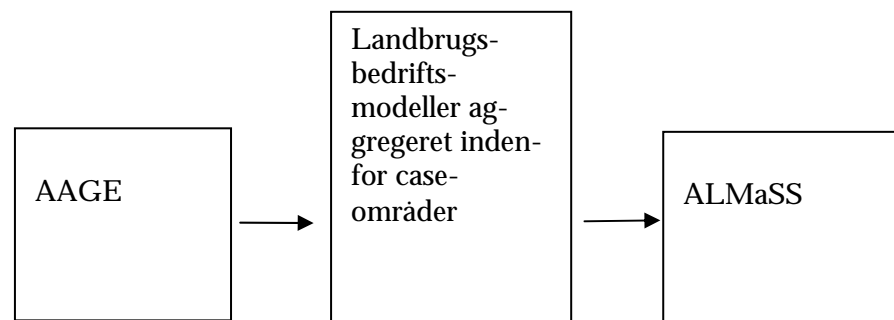 AAGE
Landbrugs-
bedrifts-
modeller ag-
gregeret inden-
for case-
områder
ALMaSS